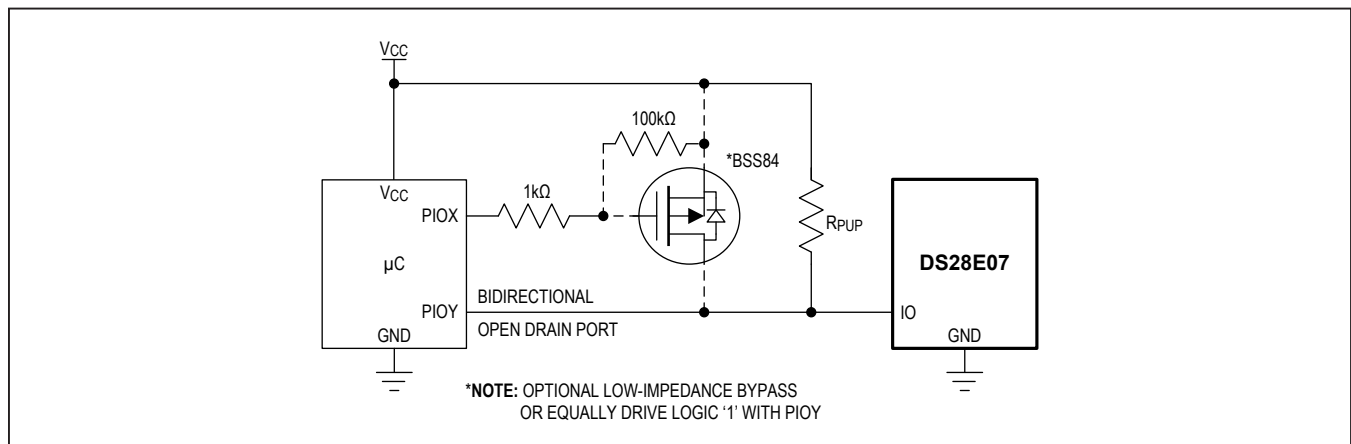 VCC
100kΩ
*BSS84
VCC
1kΩ
PIOX
RPUP
µC
DS28E07
PIOY
BIDIRECTIONAL
IO
OPEN DRAIN PORT
GND
GND
*NOTE: OPTIONAL LOW-IMPEDANCE BYPASS
OR EQUALLY DRIVE LOGIC ‘1’ WITH PIOY